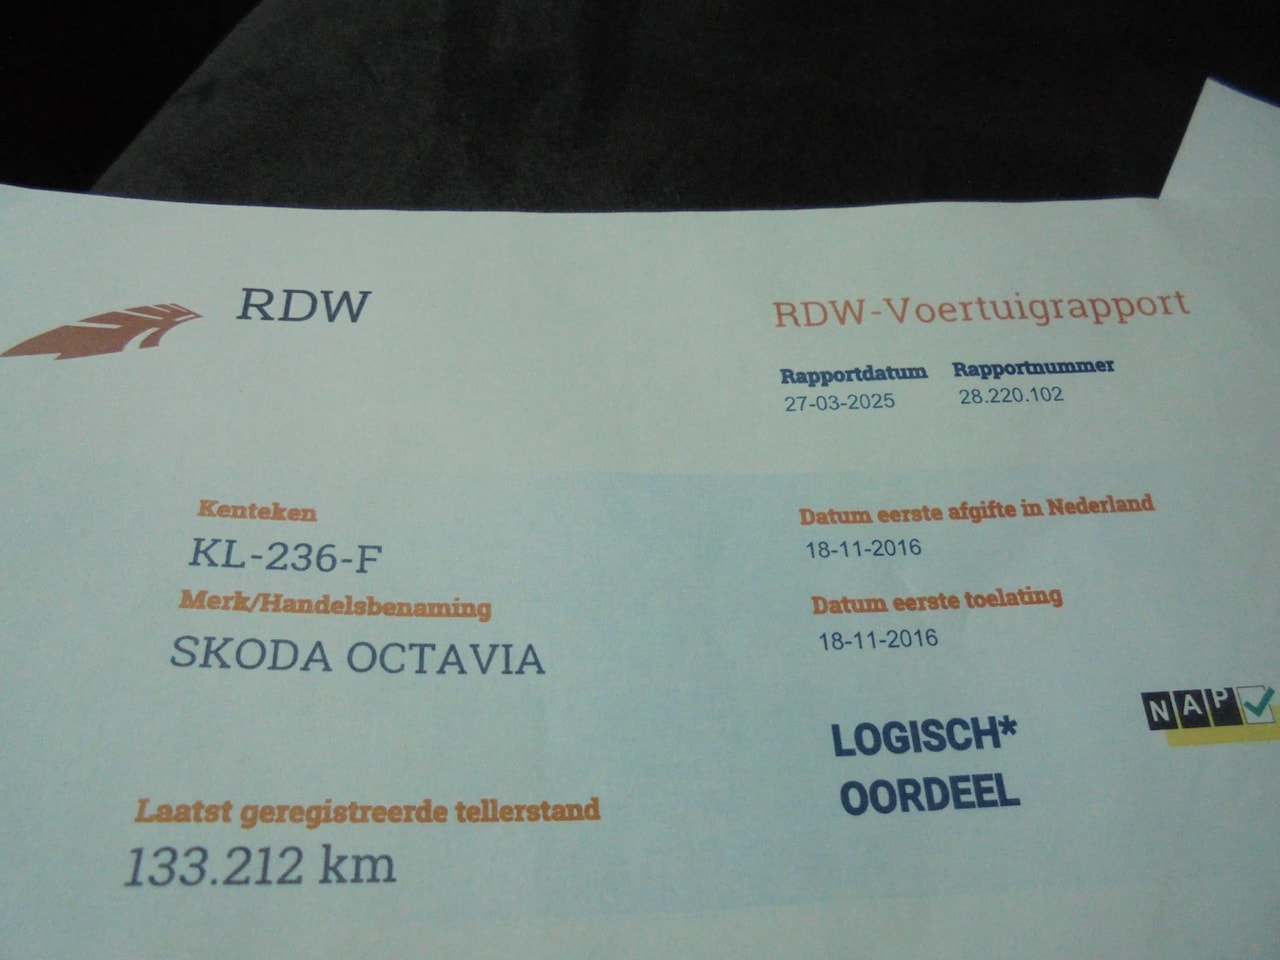 RDW
RDW-Voertuigrapport
Rapportdatum Rapportnummer
27-03-2025 28.220.102
Kenteken
KL-236-F
Merk/Handelsbenaming
SKODA OCTAVIA
Datum eerste afgifte in Nederland
18-11-2016
Datum eerste toelating
18-11-2016
LOGISCH*
OORDEEL
NAP
Laatst geregistreerde tellerstand
133.212 km